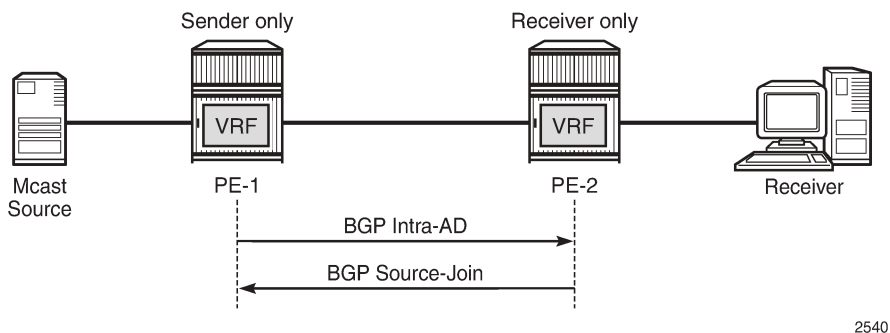 Sender only
Receiver only
VRF
VRF
Mcast
Source
PE-1
PE-2
Receiver
BGP Intra-AD
BGP Source-Join
2540